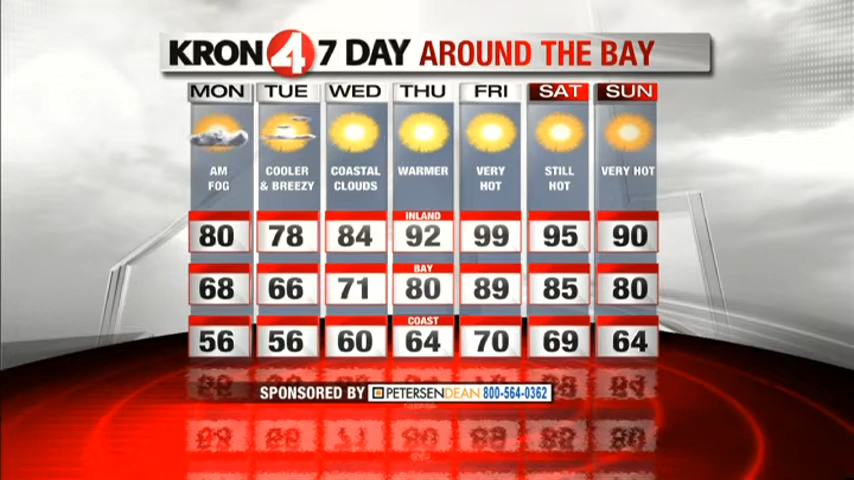 KRON 4 7 DAY AROUND THE BAY
MON TUE WED THU FRI SAT SUN
AM FOG
COOLER & BREEZY
COASTAL CLOUDS
WARMER
VERY HOT
STILL HOT
VERY HOT
INLAND
80 78 84 92 99 95 90
BAY
68 66 71 80 89 85 80
COAST
56 56 60 64 70 69 64
SPONSORED BY PETERSENDEAN 800-564-0362